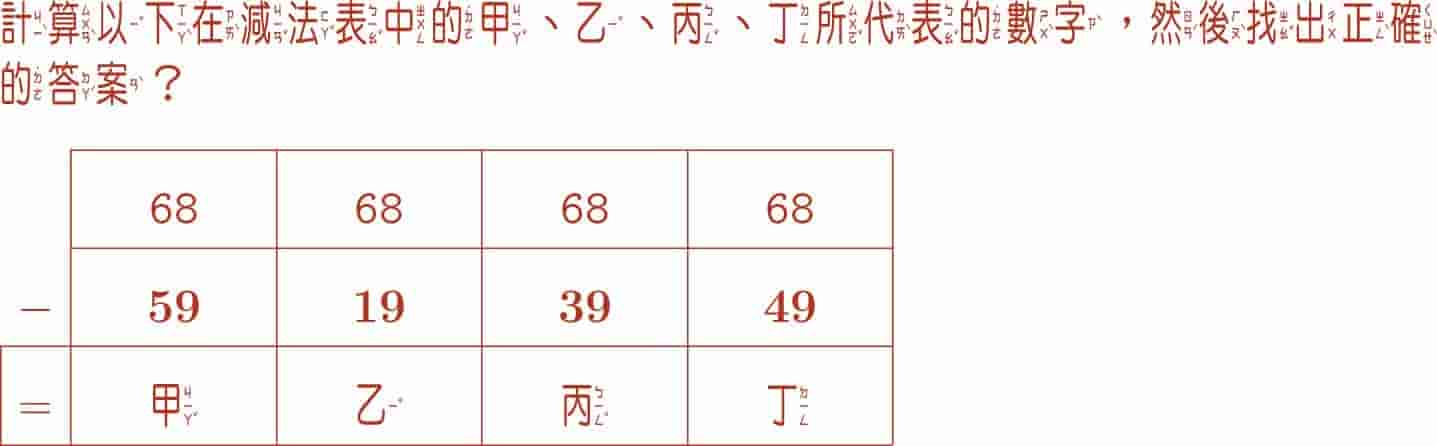 計算以下在減法表中的甲、乙、丙、丁所代表的數字，然後找出正確
的答案？
68 68 68 68
− 59 19 39 49
= 甲 乙 丙 丁